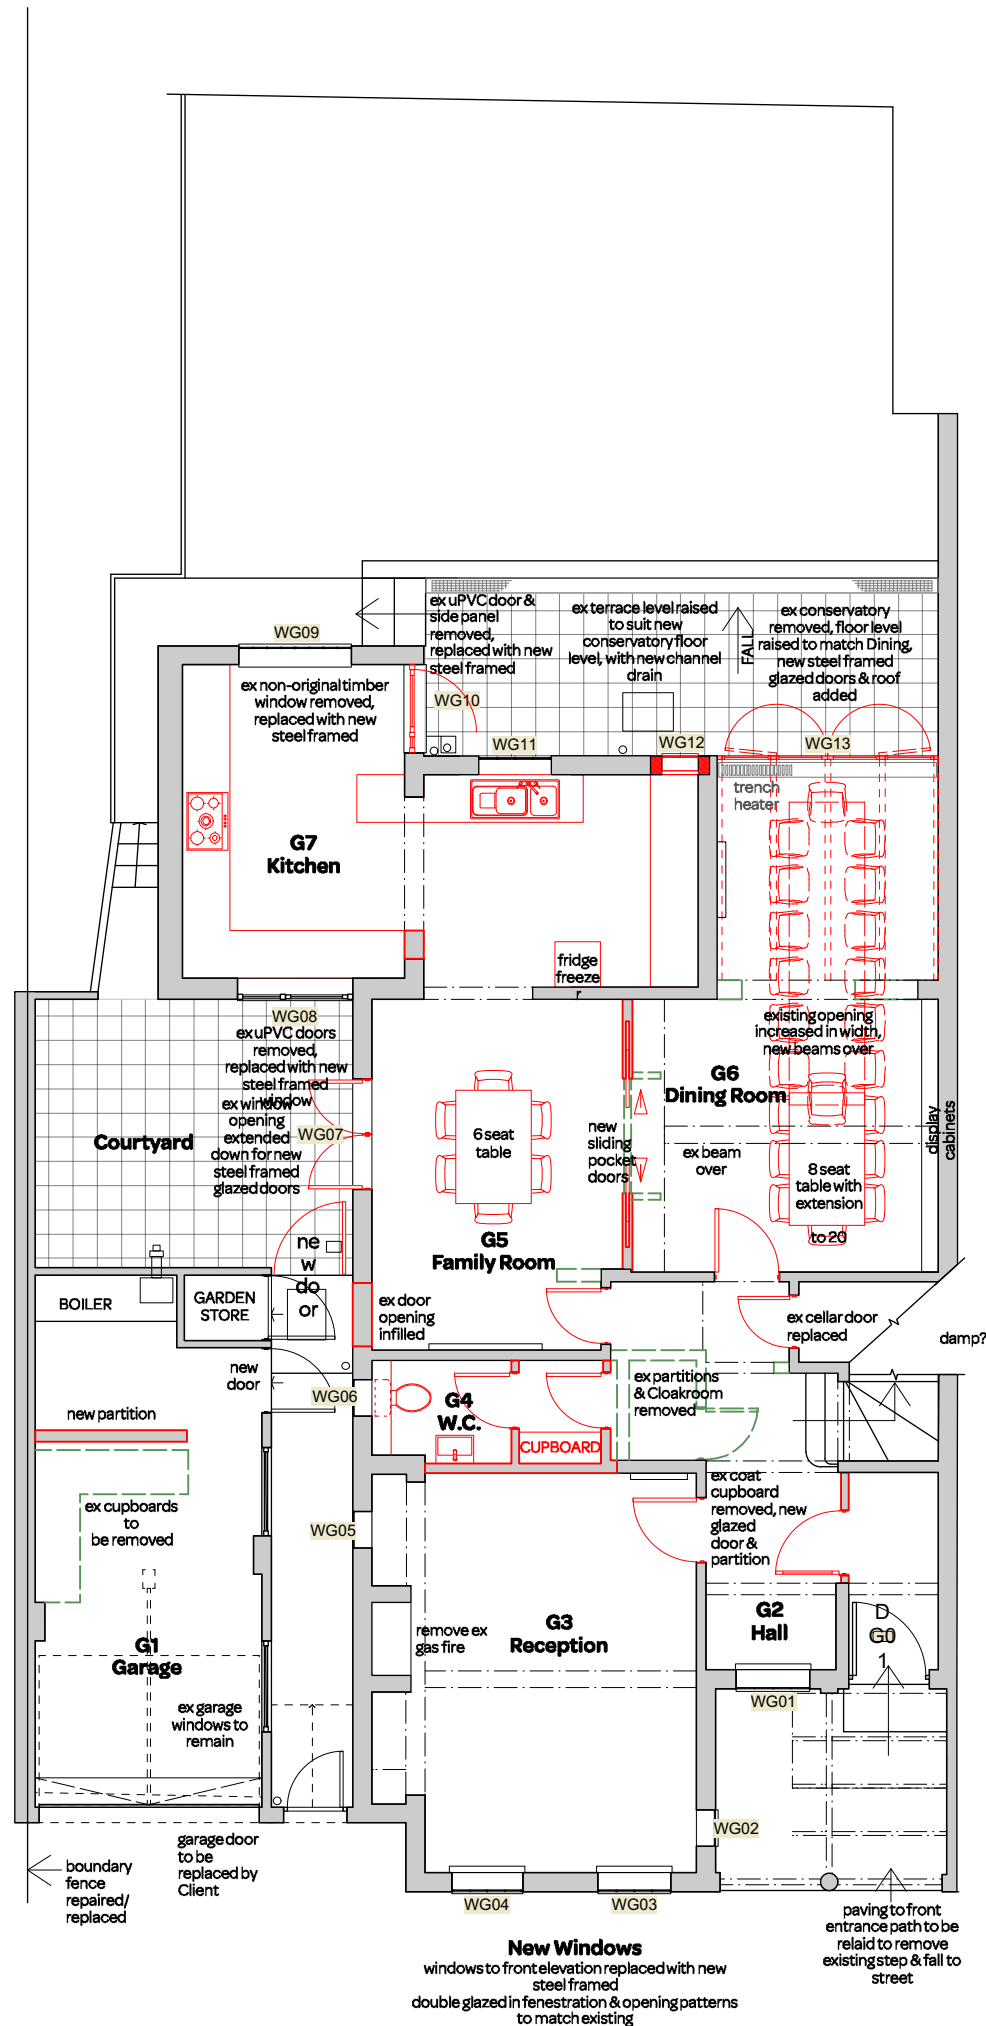 ex uPVC door &
side panel
removed,
replaced with new
steel framed
ex terrace level raised
to suit new
conservatory floor
level, with new channel
drain
FALL
ex conservatory
removed, floor level
raised to match Dining,
new steel framed
glazed doors & roof
added
WG09
ex non-original timber
window removed,
replaced with new
steel framed
WG10
WG11
WG12
WG13
trench
heater
G7
Kitchen
fridge
freeze
r
WG08
ex uPVC doors
removed,
replaced with new
steel framed
window
ex window
opening
extended
down for new
steel framed
glazed doors
WG07
Courtyard
existing opening
increased in width,
new beams over
G6
Dining Room
6 seat
table
new
sliding
pocket
doors
ex beam
over
display
cabinets
8 seat
table with
extension
to 20
G5
Family Room
ne
w
do
or
BOILER
GARDEN
STORE
ex door
opening
infilled
ex cellar door
replaced
damp?
new
door
WG06
G4
W.C.
ex partitions
& Cloakroom
removed
new partition
CUPBOARD
ex coat
cupboard
removed, new
glazed
door &
partition
ex cupboards
to
be removed
WG05
G1
Garage
remove ex
gas fire
G3
Reception
G2
Hall
D
G0
1
ex garage
windows to
remain
WG01
WG02
garage door
to be
replaced by
Client
boundary
fence
repaired/
replaced
WG04
WG03
paving to front
entrance path to be
relaid to remove
existing step & fall to
street
New Windows
windows to front elevation replaced with new
steel framed
double glazed in fenestration & opening patterns
to match existing